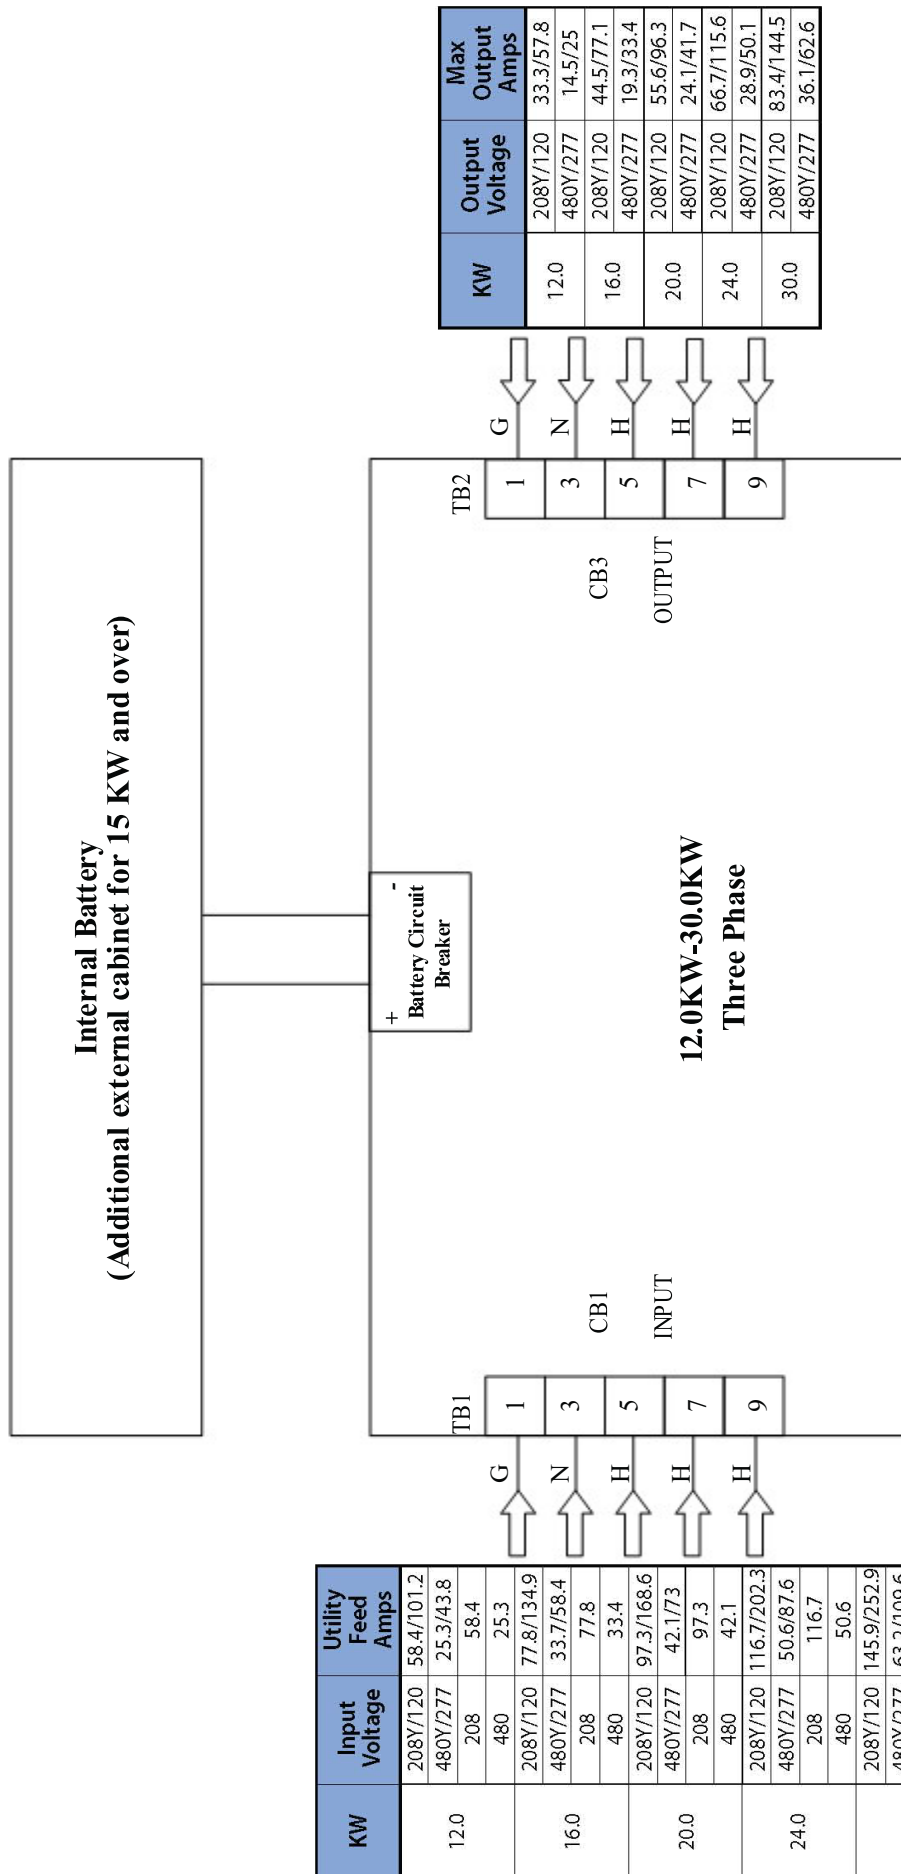 Internal Battery
(Additional external cabinet for 15 KW and over)
+ -
Battery Circuit
Breaker
12.0KW-30.0KW
Three Phase
KW Input Voltage Utility Feed Amps
12.0 208Y/120 58.4/101.2
480Y/277 25.3/43.8
208 58.4
480 25.3
16.0 208Y/120 77.8/134.9
480Y/277 33.7/58.4
208 77.8
480 33.4
20.0 208Y/120 97.3/168.6
480Y/277 42.1/73
208 97.3
480 42.1
24.0 208Y/120 116.7/202.3
480Y/277 50.6/87.6
208 116.7
480 50.6
208Y/120 145.9/252.9
480Y/277 63.2/109.6
TB1
G 1
N 3
H 5
H 7
H 9
CB1
INPUT
CB3
OUTPUT
TB2
1 G
3 N
5 H
7 H
9 H
KW Output Voltage Max Output Amps
12.0 208Y/120 33.3/57.8
480Y/277 14.5/25
16.0 208Y/120 44.5/77.1
480Y/277 19.3/33.4
20.0 208Y/120 55.6/96.3
480Y/277 24.1/41.7
24.0 208Y/120 66.7/115.6
480Y/277 28.9/50.1
30.0 208Y/120 83.4/144.5
480Y/277 36.1/62.6